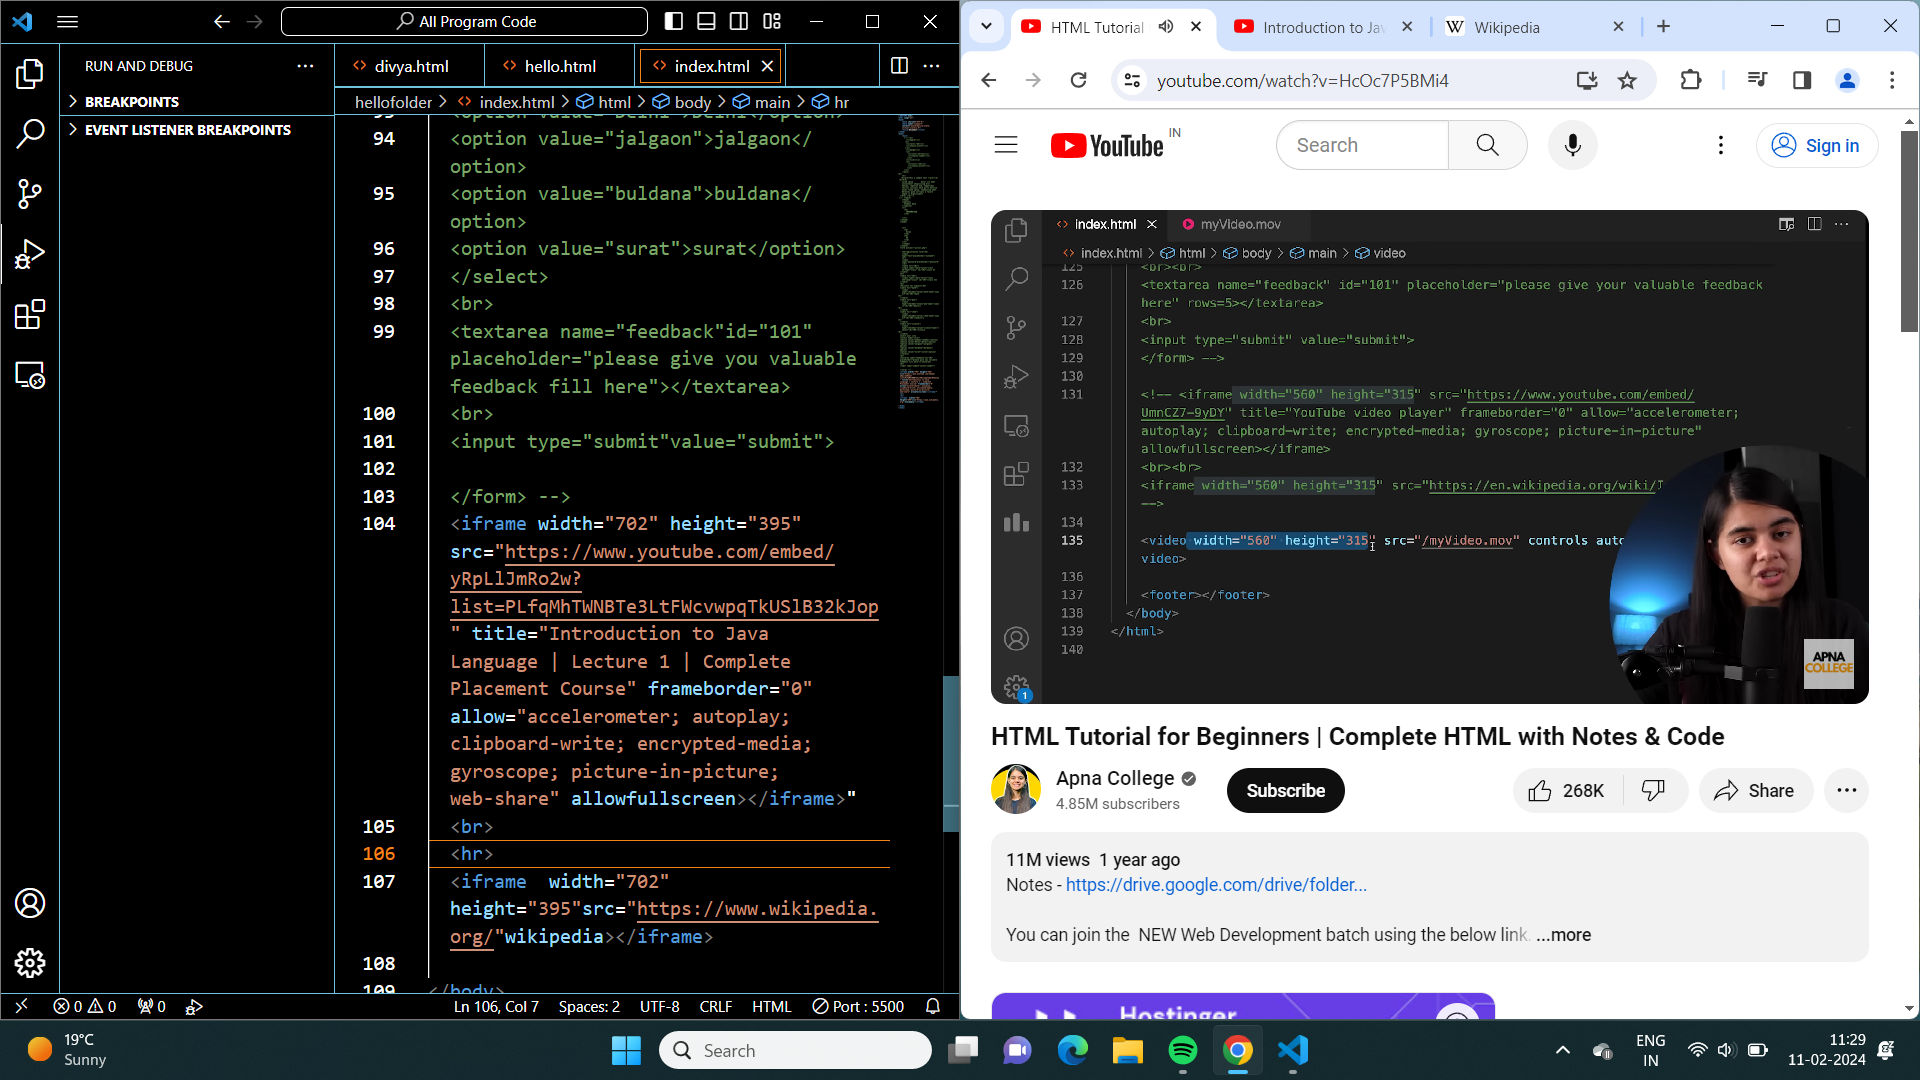 All Program Code
RUN AND DEBUG
BREAKPOINTS
EVENT LISTENER BREAKPOINTS
divya.html
hello.html
index.html
hellofolder > index.html > html > body > main > hr
94 <option value="jalgaon">jalgaon</
option>
95 <option value="buldana">buldana</
option>
96 <option value="surat">surat</option>
97 </select>
98 <br>
99 <textarea name="feedback"id="101"
placeholder="please give you valuable
feedback fill here"></textarea>
100 <br>
101 <input type="submit"value="submit">
102
103 </form> -->
104 <iframe width="702" height="395"
src="https://www.youtube.com/embed/
yRpLlJmRo2w?
list=PLfqMhTWNBTe3LtFWcvwpqTkUSlB32kJop
" title="Introduction to Java
Language | Lecture 1 | Complete
Placement Course" frameborder="0"
allow="accelerometer; autoplay;
clipboard-write; encrypted-media;
gyroscope; picture-in-picture;
web-share" allowfullscreen></iframe>"
105 <br>
106 <hr>
107 <iframe  width="702"
height="395"src="https://www.wikipedia.
org/"wikipedia></iframe>
108
109 </body>
0 0 0
Ln 106, Col 7 Spaces: 2 UTF-8 CRLF HTML Port : 5500
HTML Tutorial
Introduction to Ja
Wikipedia
youtube.com/watch?v=HcOc7P5BMi4
YouTube IN
Search
Sign in
index.html
myVideo.mov
index.html > html > body > main > video
125 <br><br>
126 <textarea name="feedback" id="101" placeholder="please give your valuable feedback
here" rows=5></textarea>
127 <br>
128 <input type="submit" value="submit">
129 </form> -->
130
131 <!-- <iframe width="560" height="315" src="https://www.youtube.com/embed/
UmnCZ7-9yDY" title="YouTube video player" frameborder="0" allow="accelerometer;
autoplay; clipboard-write; encrypted-media; gyroscope; picture-in-picture"
allowfullscreen></iframe>
132 <br><br>
133 <iframe width="560" height="315" src="https://en.wikipedia.org/wiki/
-->
134
135 <video width="560" height="315" src="/myVideo.mov" controls auto
video>
136
137 <footer></footer>
138 </body>
139 </html>
140
1
APNA
COLLEGE
HTML Tutorial for Beginners | Complete HTML with Notes & Code
Apna College
4.85M subscribers
Subscribe
268K
Share
11M views 1 year ago
Notes - https://drive.google.com/drive/folder...
You can join the  NEW Web Development batch using the below link. ...more
Hostinger
19°C
Sunny
Search
ENG
IN
11:29
11-02-2024